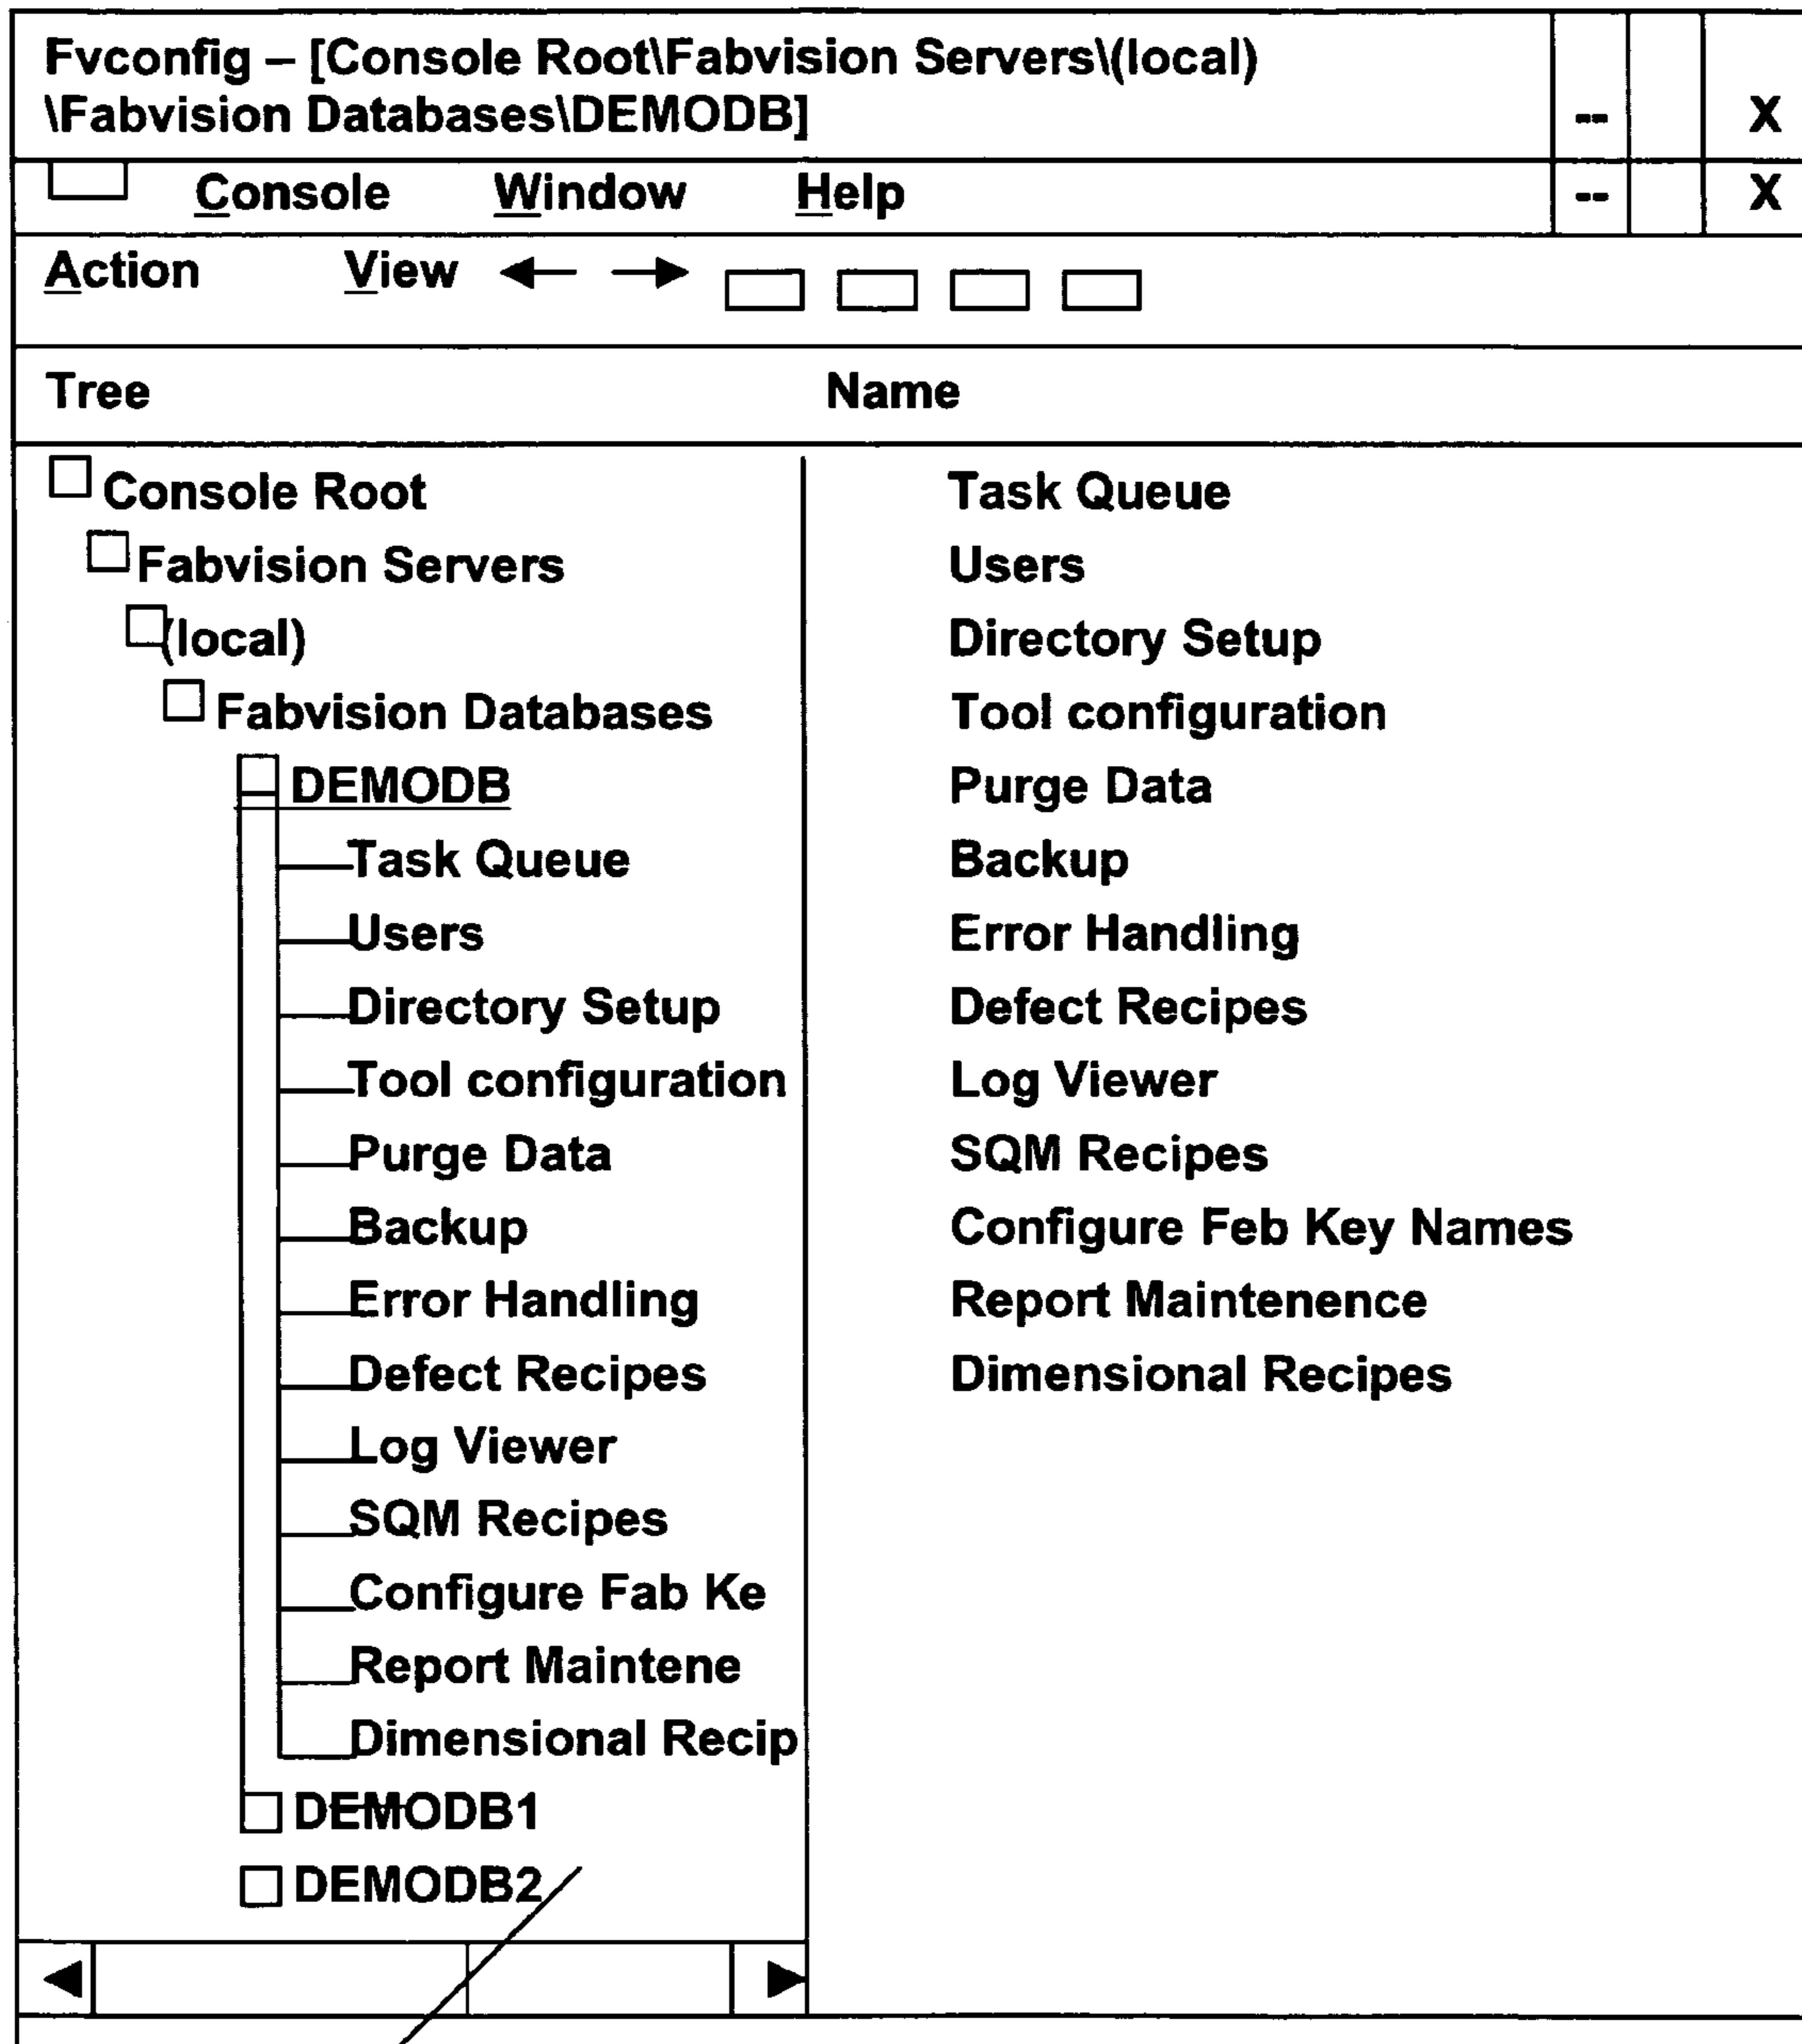 Fvconfig – [Console Root\Fabvision Servers\(local)
\Fabvision Databases\DEMODB]
-- X
Console Window Help -- X
Action View
Tree Name
Console Root
Fabvision Servers
(local)
Fabvision Databases
DEMODB
Task Queue
Users
Directory Setup
Tool configuration
Purge Data
Backup
Error Handling
Defect Recipes
Log Viewer
SQM Recipes
Configure Fab Ke
Report Maintene
Dimensional Recip
DEMODB1
DEMODB2
Task Queue
Users
Directory Setup
Tool configuration
Purge Data
Backup
Error Handling
Defect Recipes
Log Viewer
SQM Recipes
Configure Feb Key Names
Report Maintenence
Dimensional Recipes